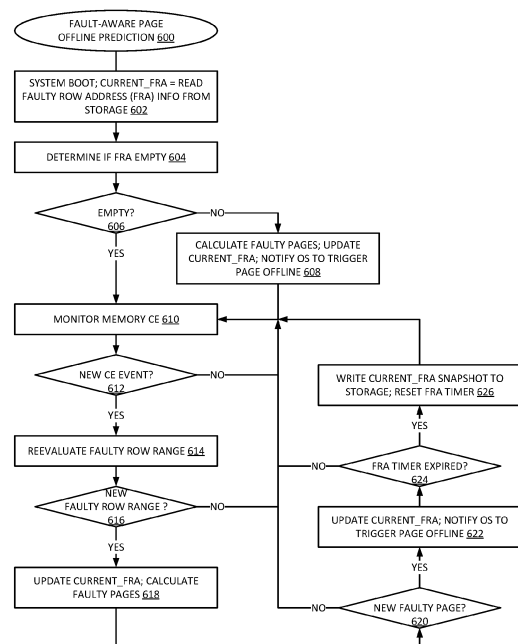 FAULT-AWARE PAGE
OFFLINE PREDICTION 600
SYSTEM BOOT; CURRENT_FRA = READ
FAULTY ROW ADDRESS (FRA) INFO FROM
STORAGE 602
DETERMINE IF FRA EMPTY 604
EMPTY?
606
NO
YES
CALCULATE FAULTY PAGES; UPDATE
CURRENT_FRA; NOTIFY OS TO TRIGGER
PAGE OFFLINE 608
MONITOR MEMORY CE 610
NEW CE EVENT?
612
NO
YES
REEVALUATE FAULTY ROW RANGE 614
NEW
FAULTY ROW RANGE ?
616
NO
YES
UPDATE CURRENT_FRA; CALCULATE
FAULTY PAGES 618
WRITE CURRENT_FRA SNAPSHOT TO
STORAGE; RESET FRA TIMER 626
YES
FRA TIMER EXPIRED?
624
NO
UPDATE CURRENT_FRA; NOTIFY OS TO
TRIGGER PAGE OFFLINE 622
YES
NEW FAULTY PAGE?
620
NO